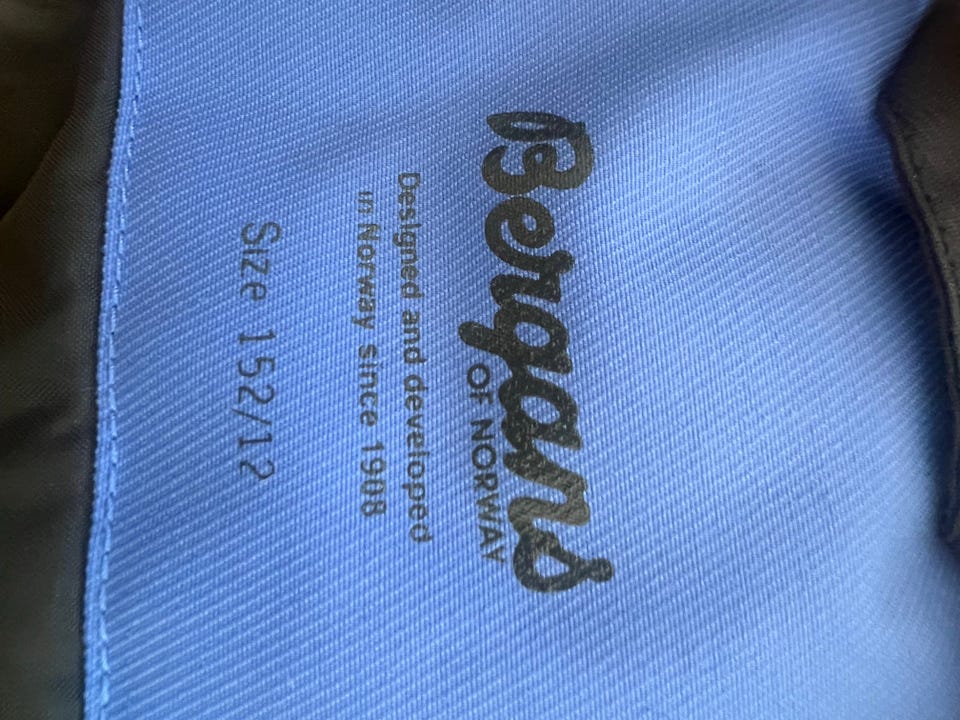 Bergans
OF NORWAY
Designed and developed
in Norway since 1908
Size 152/12